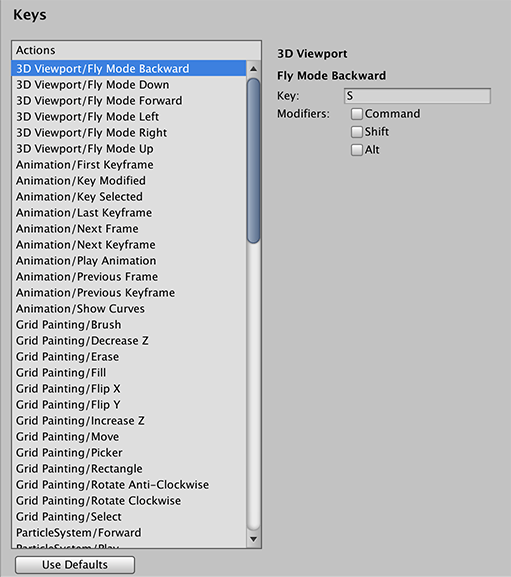 Keys
Actions
3D Viewport/Fly Mode Backward
3D Viewport/Fly Mode Down
3D Viewport/Fly Mode Forward
3D Viewport/Fly Mode Left
3D Viewport/Fly Mode Right
3D Viewport/Fly Mode Up
Animation/First Keyframe
Animation/Key Modified
Animation/Key Selected
Animation/Last Keyframe
Animation/Next Frame
Animation/Next Keyframe
Animation/Play Animation
Animation/Previous Frame
Animation/Previous Keyframe
Animation/Show Curves
Grid Painting/Brush
Grid Painting/Decrease Z
Grid Painting/Erase
Grid Painting/Fill
Grid Painting/Flip X
Grid Painting/Flip Y
Grid Painting/Increase Z
Grid Painting/Move
Grid Painting/Picker
Grid Painting/Rectangle
Grid Painting/Rotate Anti-Clockwise
Grid Painting/Rotate Clockwise
Grid Painting/Select
ParticleSystem/Forward
ParticleSystem/Play
Use Defaults
3D Viewport
Fly Mode Backward
Key: S
Modifiers: Command
Shift
Alt